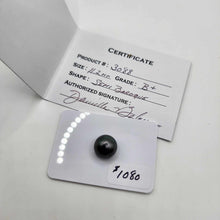 CERTIFICATE
PRODUCT #: 3088
SIZE: 11.2mm GRADE: B+
SHAPE: Semi Baroque
AUTHORIZED SIGNATURE:
$1080